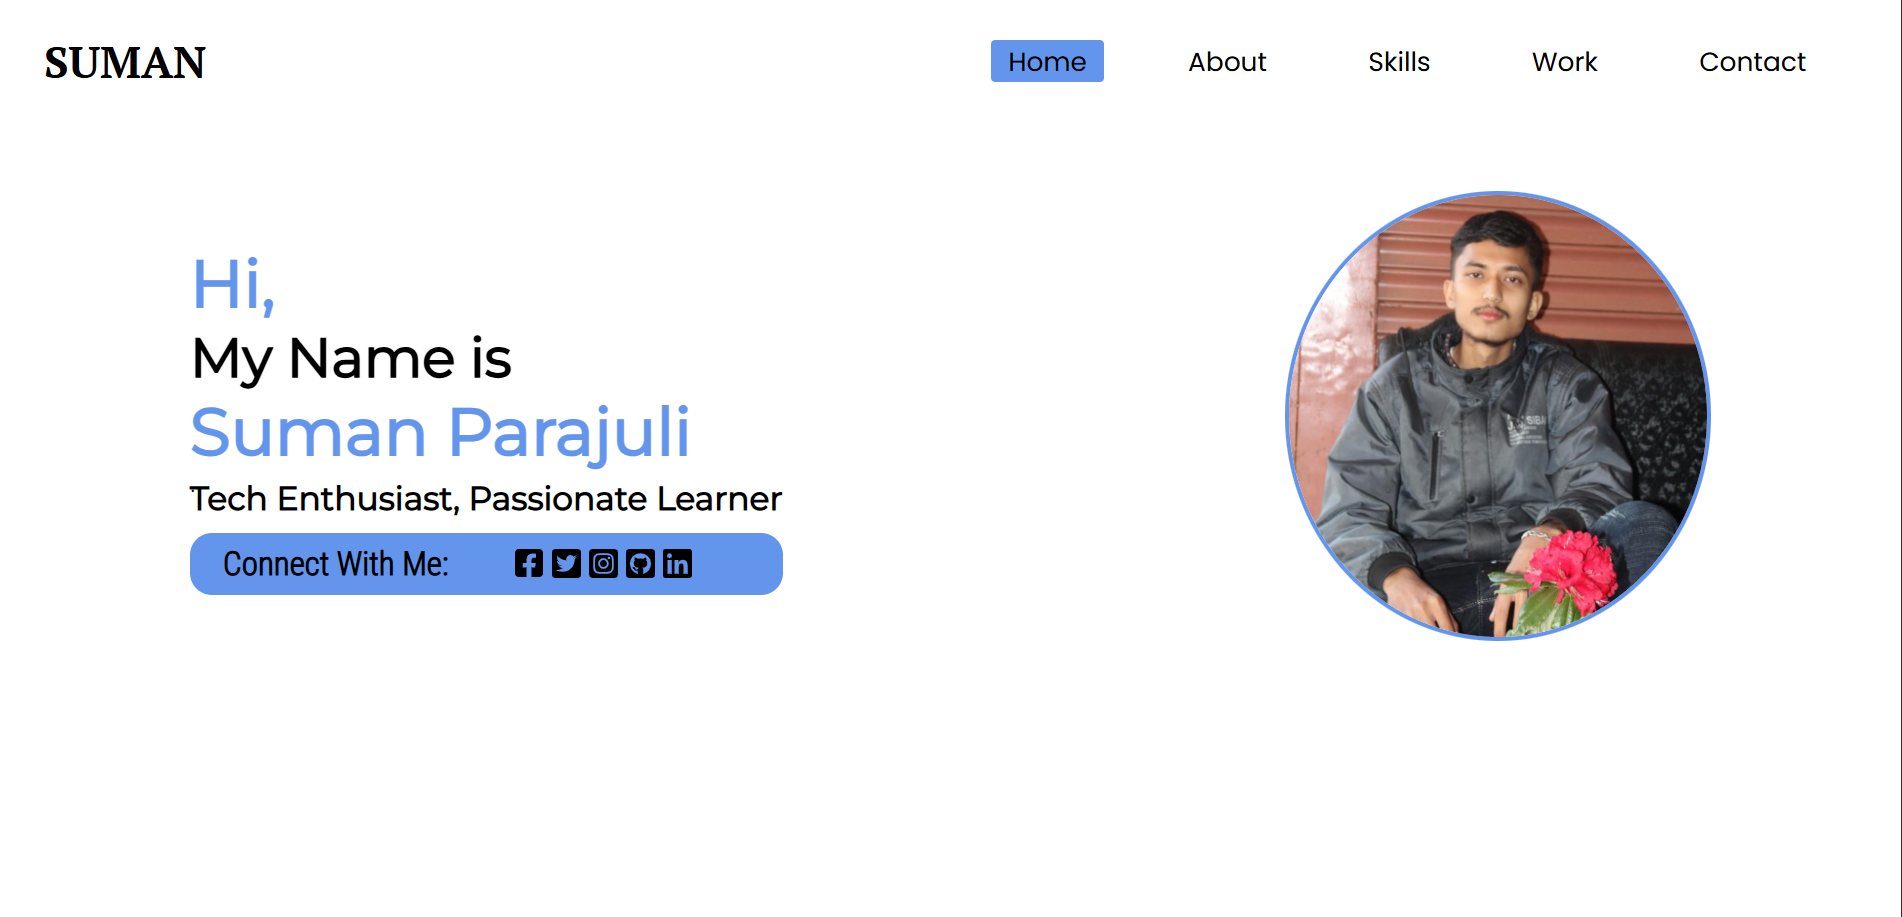 SUMAN
Home About Skills Work Contact
Hi,
My Name is
Suman Parajuli
Tech Enthusiast, Passionate Learner
Connect With Me:
SIBA